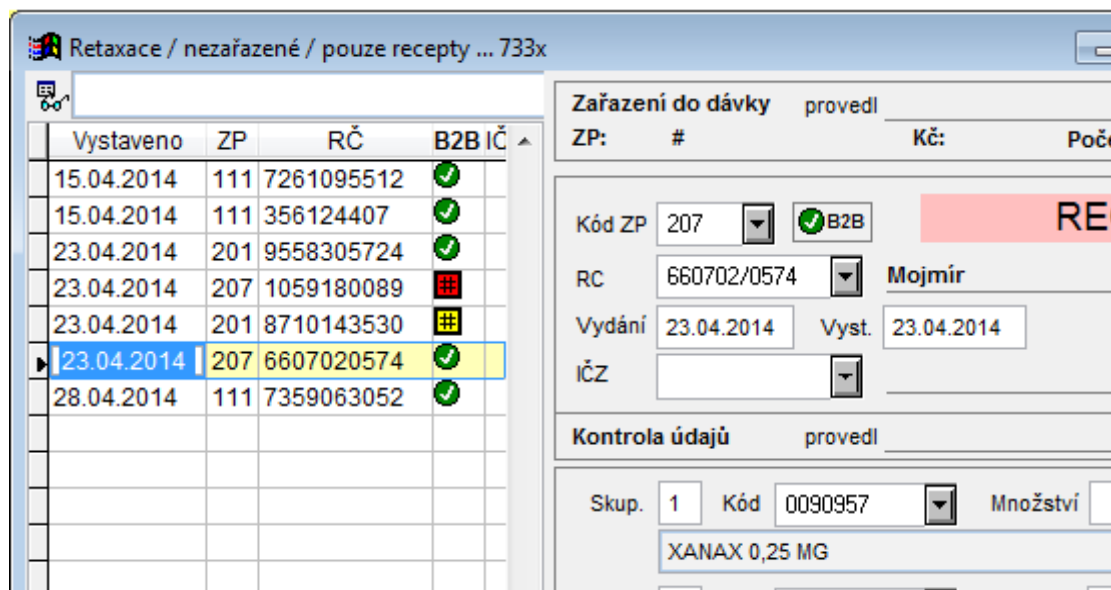 Retaxace / nezařazené / pouze recepty ... 733x
Vystaveno ZP RČ B2B IČ
15.04.2014 111 7261095512
15.04.2014 111 356124407
23.04.2014 201 9558305724
23.04.2014 207 1059180089 #
23.04.2014 201 8710143530 #
23.04.2014 207 6607020574
28.04.2014 111 7359063052
Zařazení do dávky provedl
ZP: # Kč: Poč
Kód ZP 207 B2B
RC 660702/0574 Mojmír
Vydání 23.04.2014 Vyst. 23.04.2014
IČZ
Kontrola údajů provedl
Skup. 1 Kód 0090957 Množství
XANAX 0,25 MG